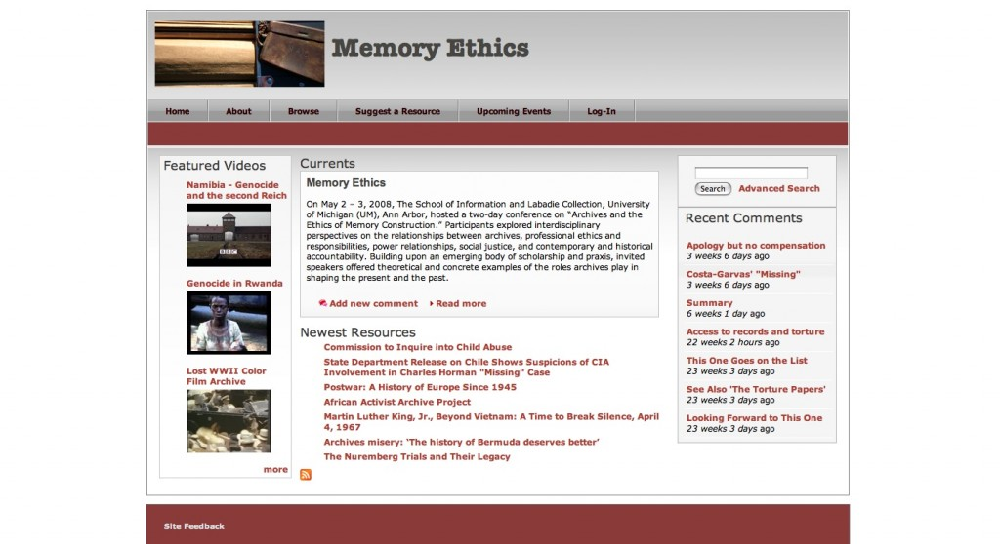 Memory Ethics
Home
About
Browse
Suggest a Resource
Upcoming Events
Log-In
Featured Videos
Namibia - Genocide
and the second Reich
BBC
Genocide in Rwanda
Lost WWII Color
Film Archive
more
Currents
Memory Ethics
On May 2 – 3, 2008, The School of Information and Labadie Collection, University
of Michigan (UM), Ann Arbor, hosted a two-day conference on “Archives and the
Ethics of Memory Construction.” Participants explored interdisciplinary
perspectives on the relationships between archives, professional ethics and
responsibilities, power relationships, social justice, and contemporary and historical
accountability. Building upon an emerging body of scholarship and praxis, invited
speakers offered theoretical and concrete examples of the roles archives play in
shaping the present and the past.
Add new comment
Read more
Newest Resources
Commission to Inquire into Child Abuse
State Department Release on Chile Shows Suspicions of CIA
Involvement in Charles Horman "Missing" Case
Postwar: A History of Europe Since 1945
African Activist Archive Project
Martin Luther King, Jr., Beyond Vietnam: A Time to Break Silence, April
4, 1967
Archives misery: ‘The history of Bermuda deserves better’
The Nuremberg Trials and Their Legacy
Search
Advanced Search
Recent Comments
Apology but no compensation
3 weeks 6 days ago
Costa-Garvas' "Missing"
3 weeks 6 days ago
Summary
6 weeks 1 day ago
Access to records and torture
22 weeks 2 hours ago
This One Goes on the List
23 weeks 3 days ago
See Also 'The Torture Papers'
23 weeks 3 days ago
Looking Forward to This One
23 weeks 3 days ago
Site Feedback